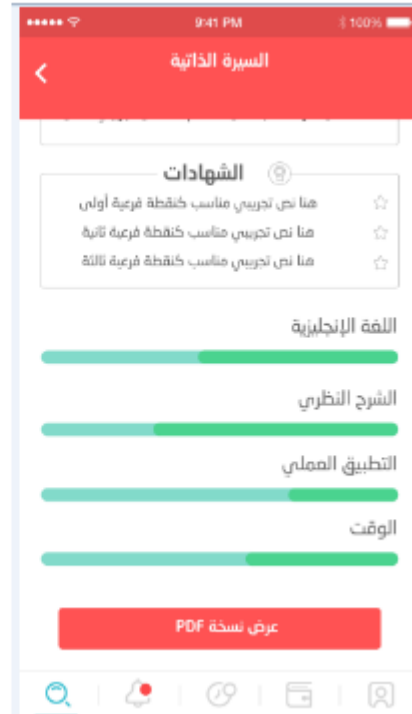 9:41 PM
100%
السيرة الذاتية
الشهادات
هنا نص تجريبي مناسب كنقطة فرعية أولى
هنا نص تجريبي مناسب كنقطة فرعية ثانية
هنا نص تجريبي مناسب كنقطة فرعية ثالثة
اللغة الإنجليزية
الشرح النظري
التطبيق العملي
الوقت
عرض نسخة PDF